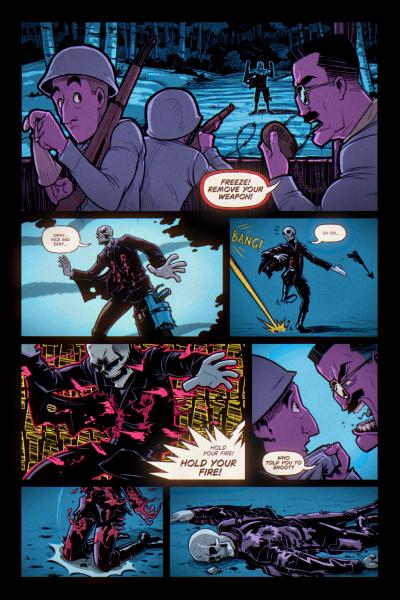 FREEZE!
REMOVE YOUR
WEAPON!
OKAY...
NICE AND
EASY...
BANG!
UH OH...
HOLD
YOUR FIRE!
HOLD YOUR
FIRE!
WHO
TOLD YOU TO
SHOOT?